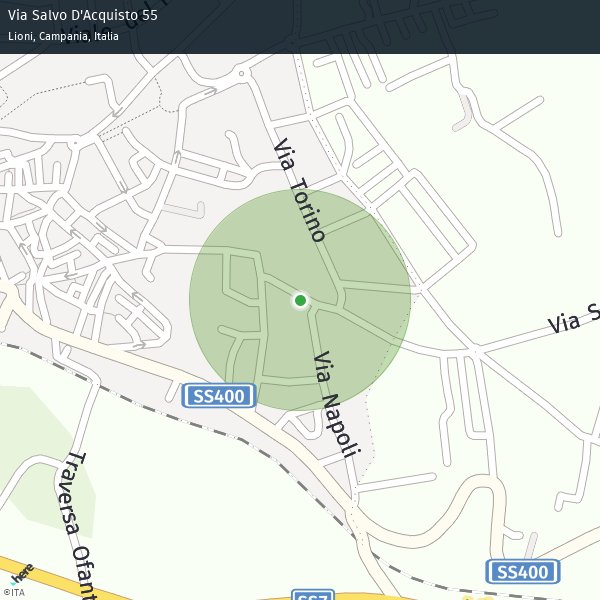 Via Salvo D'Acquisto 55
Lioni, Campania, Italia
Via Torino
Via S
Via Napoli
SS400
Traversa Ofant
SS400
SS7
here
©ITA